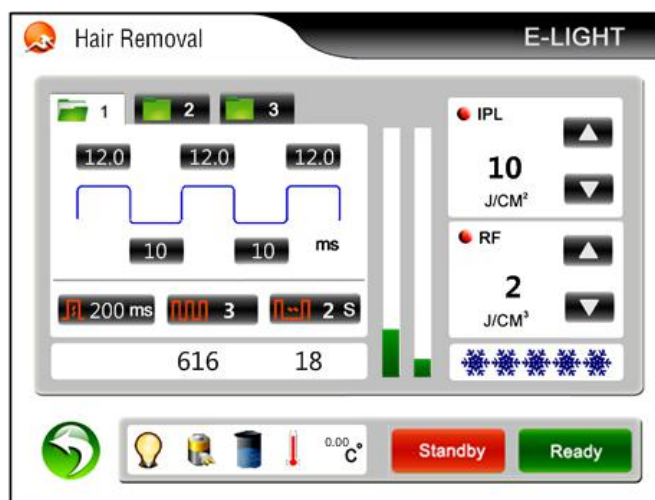 Hair Removal
E-LIGHT
1 2 3
12.0 12.0 12.0
10 10 ms
200 ms 3 2 S
616 18
IPL
10
J/CM²
RF
2
J/CM³
0.00 C°
Standby
Ready